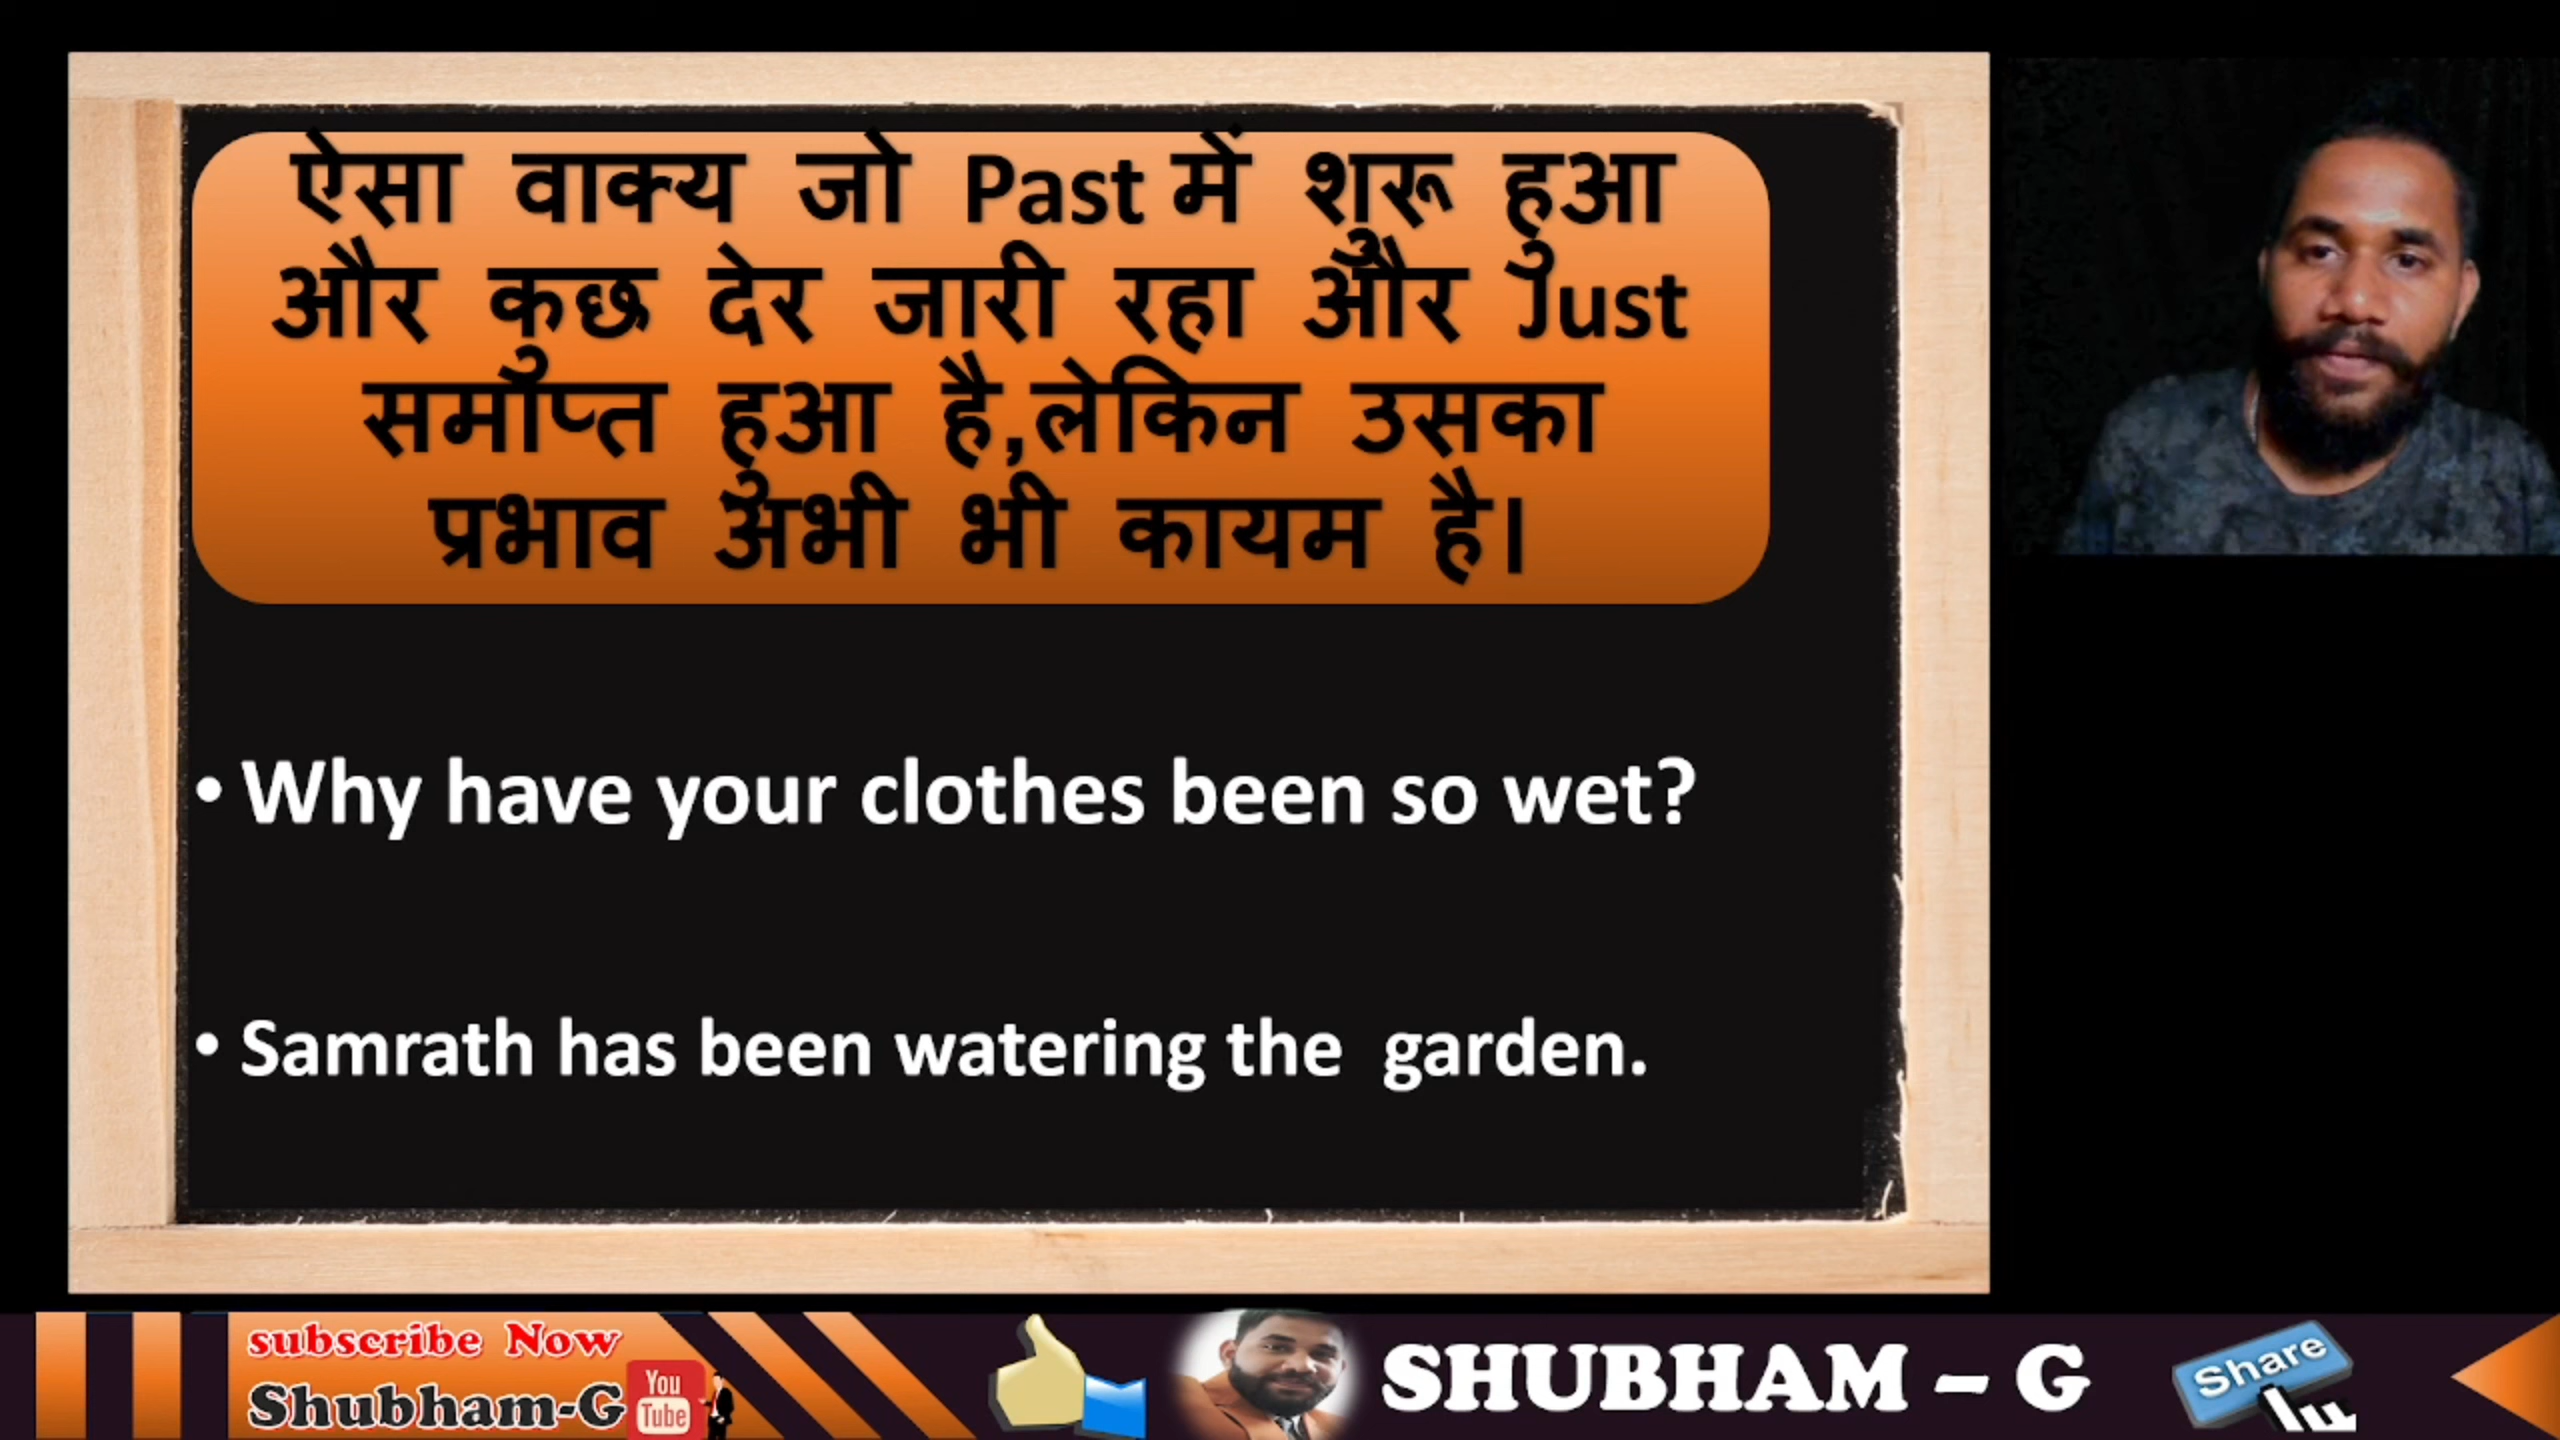 ऐसा वाक्य जो Past में शुरू हुआ
और कुछ देर जारी रहा और Just
समाप्त हुआ है,लेकिन उसका
प्रभाव अभी भी कायम है।
• Why have your clothes been so wet?
• Samrath has been watering the garden.
subscribe Now
Shubham-G
You
Tube
SHUBHAM – G
Share